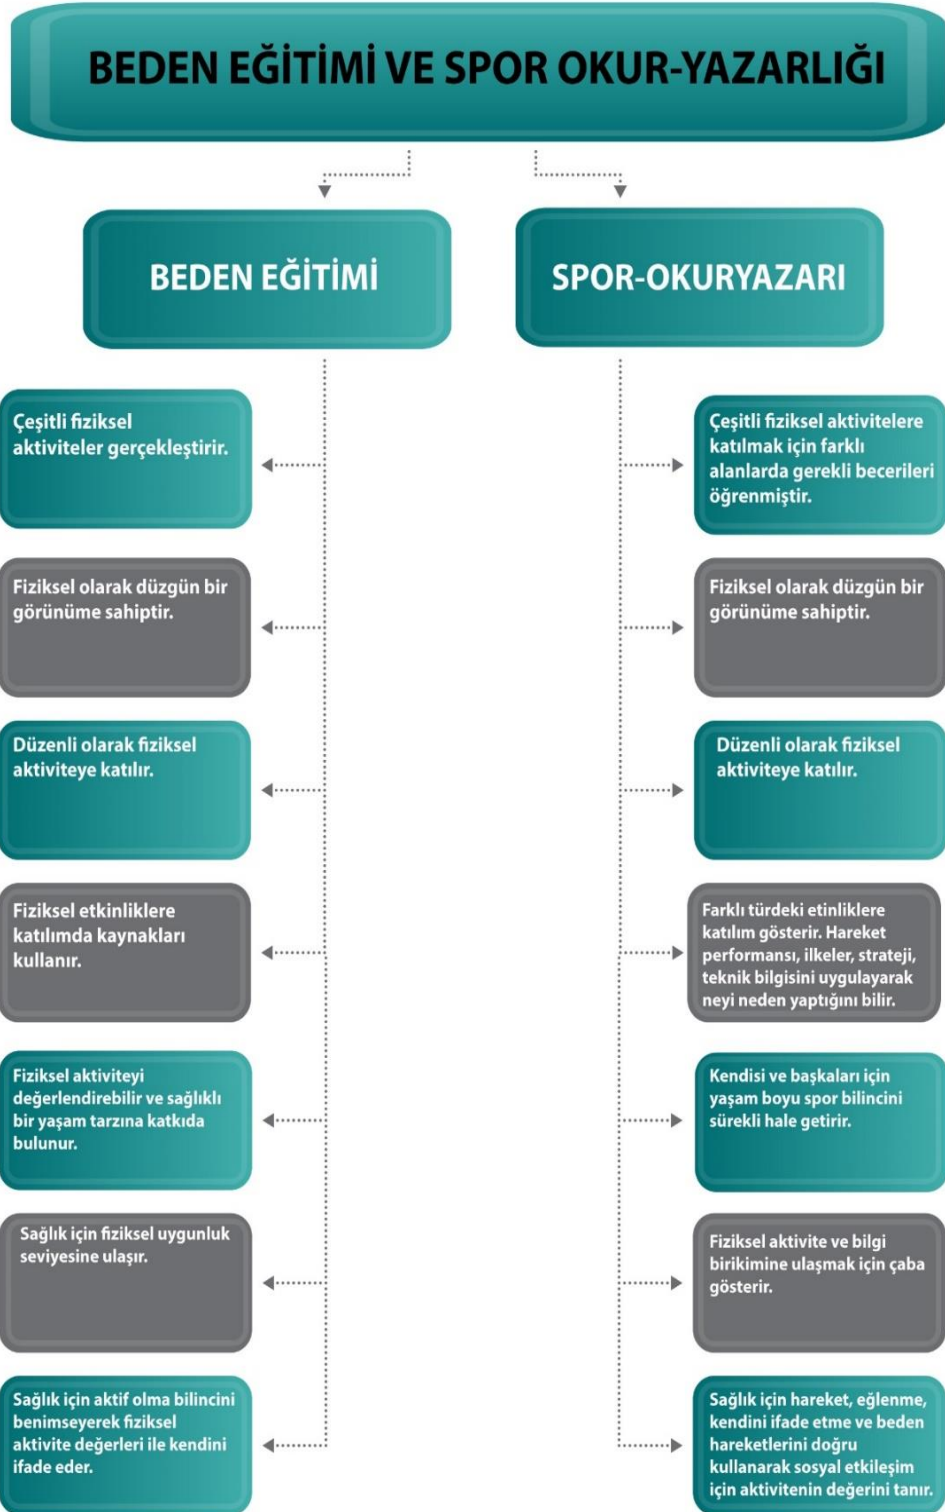 BEDEN EĞİTİMİ VE SPOR OKUR-YAZARLIĞI
BEDEN EĞİTİMİ
Çeşitli fiziksel
aktiviteler gerçekleştirir.
Fiziksel olarak düzgün bir
görünüme sahiptir.
Düzenli olarak fiziksel
aktiviteye katılır.
Fiziksel etkinliklere
katılımda kaynakları
kullanır.
Fiziksel aktiviteyi
değerlendirebilir ve sağlıklı
bir yaşam tarzına katkıda
bulunur.
Sağlık için fiziksel uygunluk
seviyesine ulaşır.
Sağlık için aktif olma bilincini
benimseyerek fiziksel
aktivite değerleri ile kendini
ifade eder.
SPOR-OKURYAZARI
Çeşitli fiziksel aktivitelere
katılmak için farklı
alanlarda gerekli becerileri
öğrenmiştir.
Fiziksel olarak düzgün bir
görünüme sahiptir.
Düzenli olarak fiziksel
aktiviteye katılır.
Farklı türdeki etinliklere
katılım gösterir. Hareket
performansı, ilkeler, strateji,
teknik bilgisini uygulayarak
neyi neden yaptığını bilir.
Kendisi ve başkaları için
yaşam boyu spor bilincini
sürekli hale getirir.
Fiziksel aktivite ve bilgi
birikimine ulaşmak için çaba
gösterir.
Sağlık için hareket, eğlenme,
kendini ifade etme ve beden
hareketlerini doğru
kullanarak sosyal etkileşim
için aktivitenin değerini tanır.